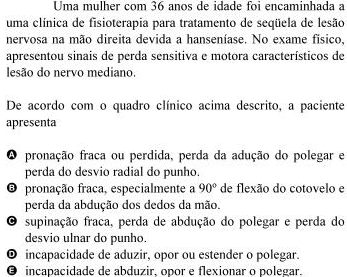 Uma mulher com 36 anos de idade foi encaminhada a
uma clínica de fisioterapia para tratamento de seqüela de lesão
nervosa na mão direita devida a hanseníase. No exame físico,
apresentou sinais de perda sensitiva e motora característicos de
lesão do nervo mediano.
De acordo com o quadro clínico acima descrito, a paciente
apresenta
A pronação fraca ou perdida, perda da adução do polegar e
perda do desvio radial do punho.
B pronação fraca, especialmente a 90º de flexão do cotovelo e
perda da abdução dos dedos da mão.
C supinação fraca, perda de abdução do polegar e perda do
desvio ulnar do punho.
D incapacidade de aduzir, opor ou estender o polegar.
E incapacidade de abduzir, opor e flexionar o polegar.